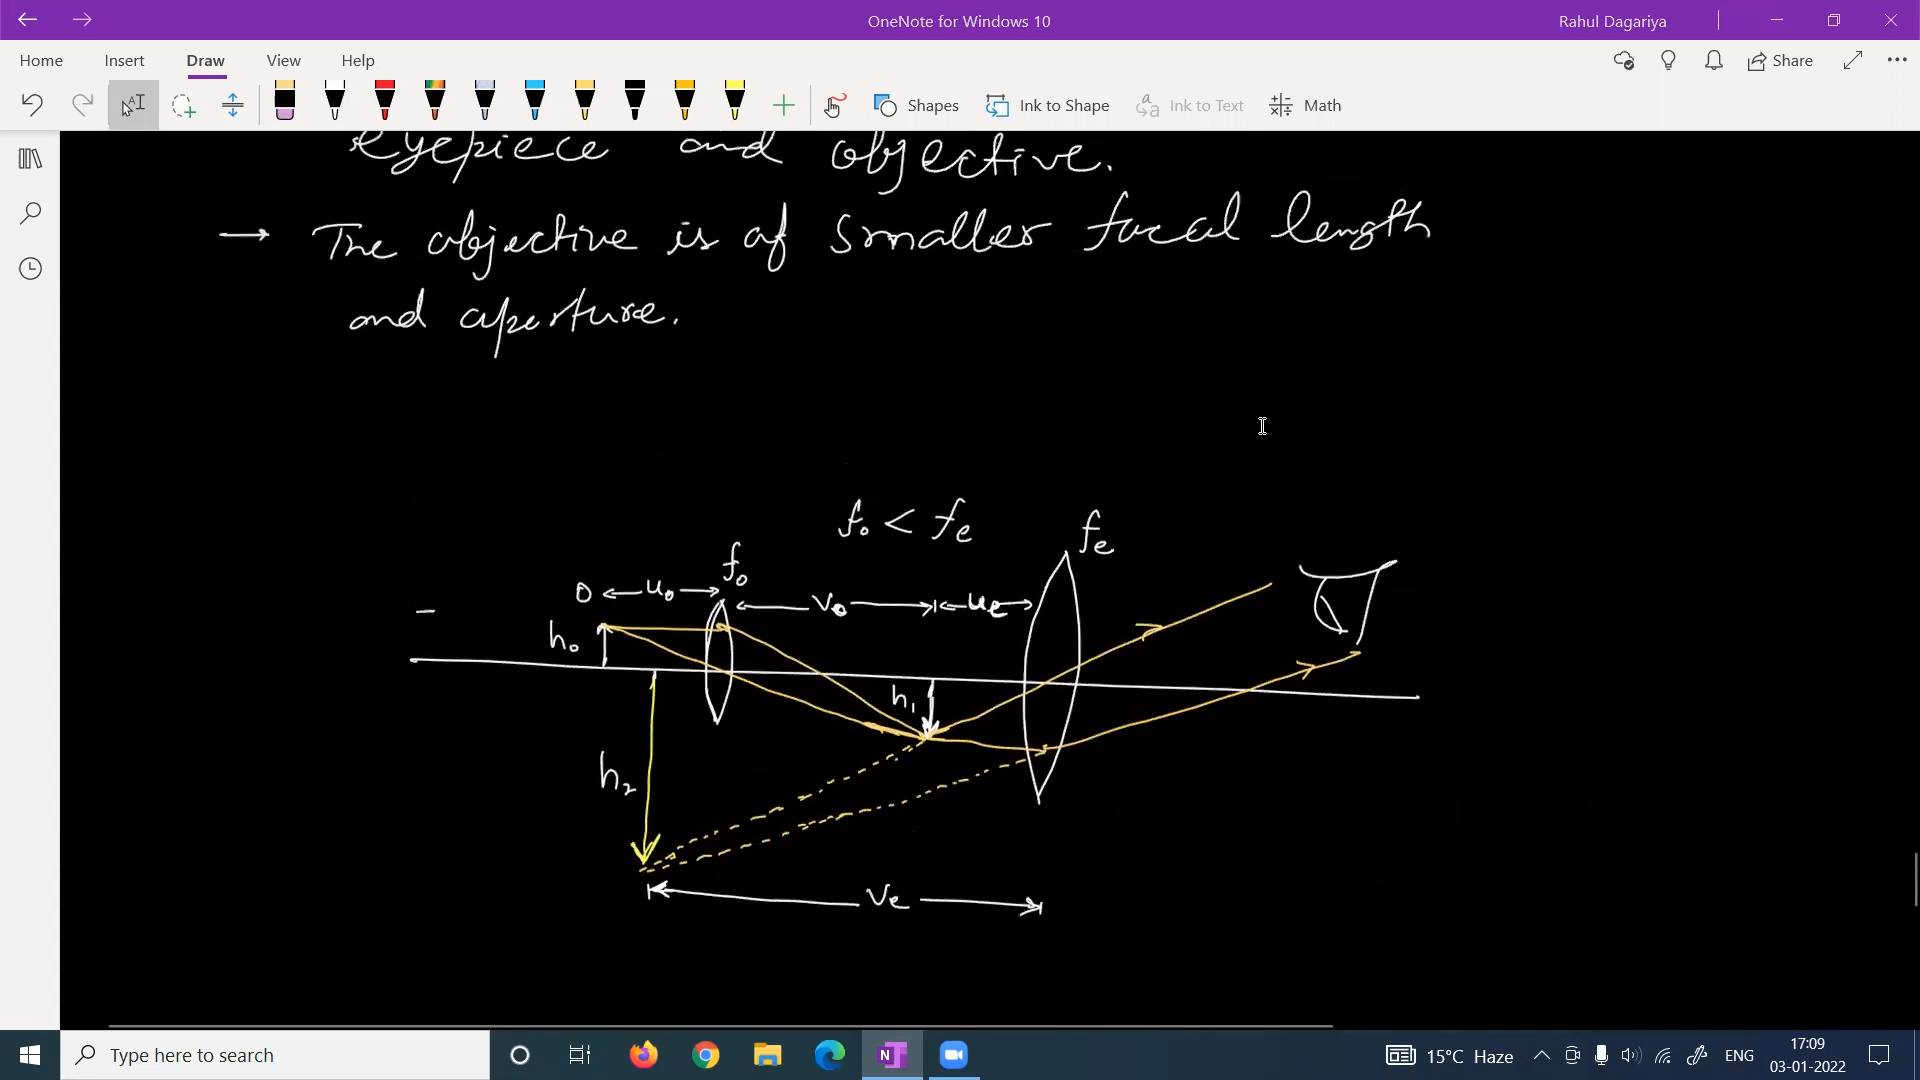 OneNote for Windows 10
Rahul Dagariya
Home Insert Draw View Help
Share
Shapes Ink to Shape Ink to Text Math
eyepiece and objective.
→ The objective is of smaller focal length
and aperture.
f₀ < fₑ
fₑ
f₀
O
u₀
v₀
uₑ
–
h₀
h₁
h₂
vₑ
Type here to search
15°C Haze
ENG
17:09
03-01-2022